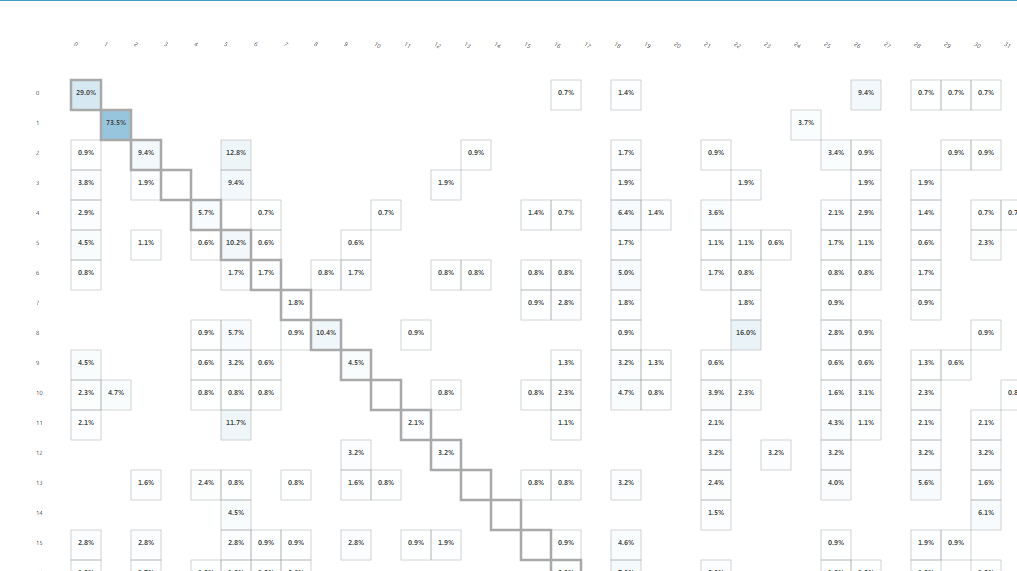 0 1 2 3 4 5 6 7 8 9 10 11 12 13 14 15 16 17 18 19 20 21 22 23 24 25 26 27 28 29 30 31
0 29.0% 0.7% 1.4% 9.4% 0.7% 0.7% 0.7%
1 73.5% 3.7%
2 0.9% 9.4% 12.8% 0.9% 1.7% 0.9% 3.4% 0.9% 0.9% 0.9%
3 3.8% 1.9% 9.4% 1.9% 1.9% 1.9% 1.9% 1.9%
4 2.9% 5.7% 0.7% 0.7% 1.4% 0.7% 6.4% 1.4% 3.6% 2.1% 2.9% 1.4% 0.7%
5 4.5% 1.1% 0.6% 10.2% 0.6% 0.6% 1.7% 1.1% 1.1% 0.6% 1.7% 1.1% 0.6% 2.3%
6 0.8% 1.7% 1.7% 0.8% 1.7% 0.8% 0.8% 0.8% 0.8% 5.0% 1.7% 0.8% 0.8% 0.8% 1.7%
7 1.8% 0.9% 2.8% 1.8% 1.8% 0.9% 0.9%
8 0.9% 5.7% 0.9% 10.4% 0.9% 0.9% 16.0% 2.8% 0.9% 0.9%
9 4.5% 0.6% 3.2% 0.6% 4.5% 1.3% 3.2% 1.3% 0.6% 0.6% 0.6% 1.3% 0.6%
10 2.3% 4.7% 0.8% 0.8% 0.8% 0.8% 0.8% 2.3% 4.7% 0.8% 3.9% 2.3% 1.6% 3.1% 2.3%
11 2.1% 11.7% 2.1% 1.1% 2.1% 4.3% 1.1% 2.1% 2.1%
12 3.2% 3.2% 3.2% 3.2% 3.2% 3.2% 3.2%
13 1.6% 2.4% 0.8% 0.8% 1.6% 0.8% 0.8% 0.8% 3.2% 2.4% 4.0% 5.6% 1.6%
14 4.5% 1.5% 6.1%
15 2.8% 2.8% 2.8% 0.9% 0.9% 2.8% 0.9% 1.9% 0.9% 4.6% 0.9% 1.9% 0.9%